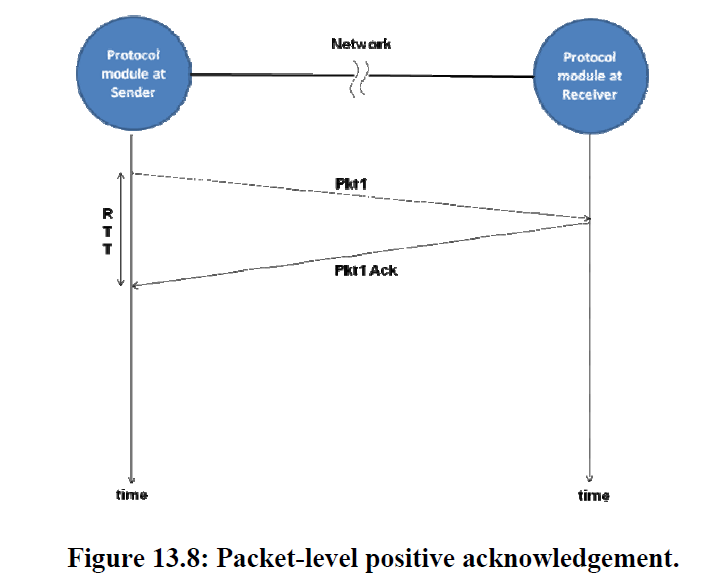 Protocol
module at
Sender
Network
Protocol
module at
Receiver
Pkt1
R
T
T
Pkt1 Ack
time
time
Figure 13.8: Packet-level positive acknowledgement.